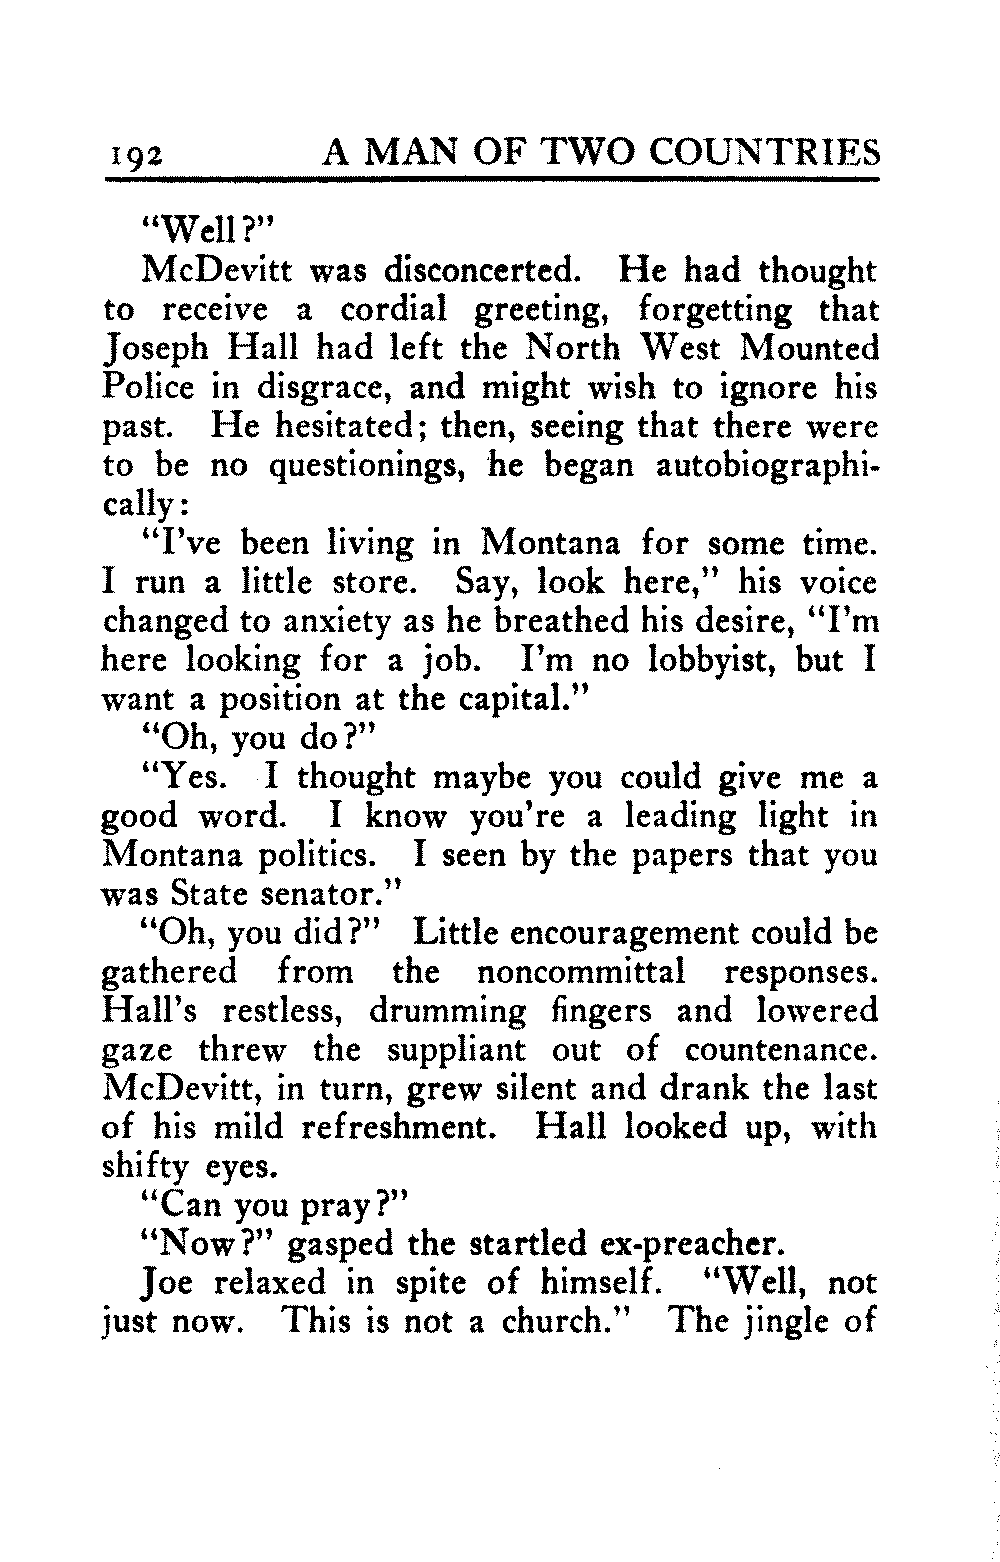 192 A MAN OF TWO COUNTRIES
"Well?"
McDevitt was disconcerted. He had thought
to receive a cordial greeting, forgetting that
Joseph Hall had left the North West Mounted
Police in disgrace, and might wish to ignore his
past. He hesitated; then, seeing that there were
to be no questionings, he began autobiographi-
cally:
"I've been living in Montana for some time.
I run a little store. Say, look here," his voice
changed to anxiety as he breathed his desire, "I'm
here looking for a job. I'm no lobbyist, but I
want a position at the capital."
"Oh, you do?"
"Yes. I thought maybe you could give me a
good word. I know you're a leading light in
Montana politics. I seen by the papers that you
was State senator."
"Oh, you did?" Little encouragement could be
gathered from the noncommittal responses.
Hall's restless, drumming fingers and lowered
gaze threw the suppliant out of countenance.
McDevitt, in turn, grew silent and drank the last
of his mild refreshment. Hall looked up, with
shifty eyes.
"Can you pray?"
"Now?" gasped the startled ex-preacher.
Joe relaxed in spite of himself. "Well, not
just now. This is not a church." The jingle of